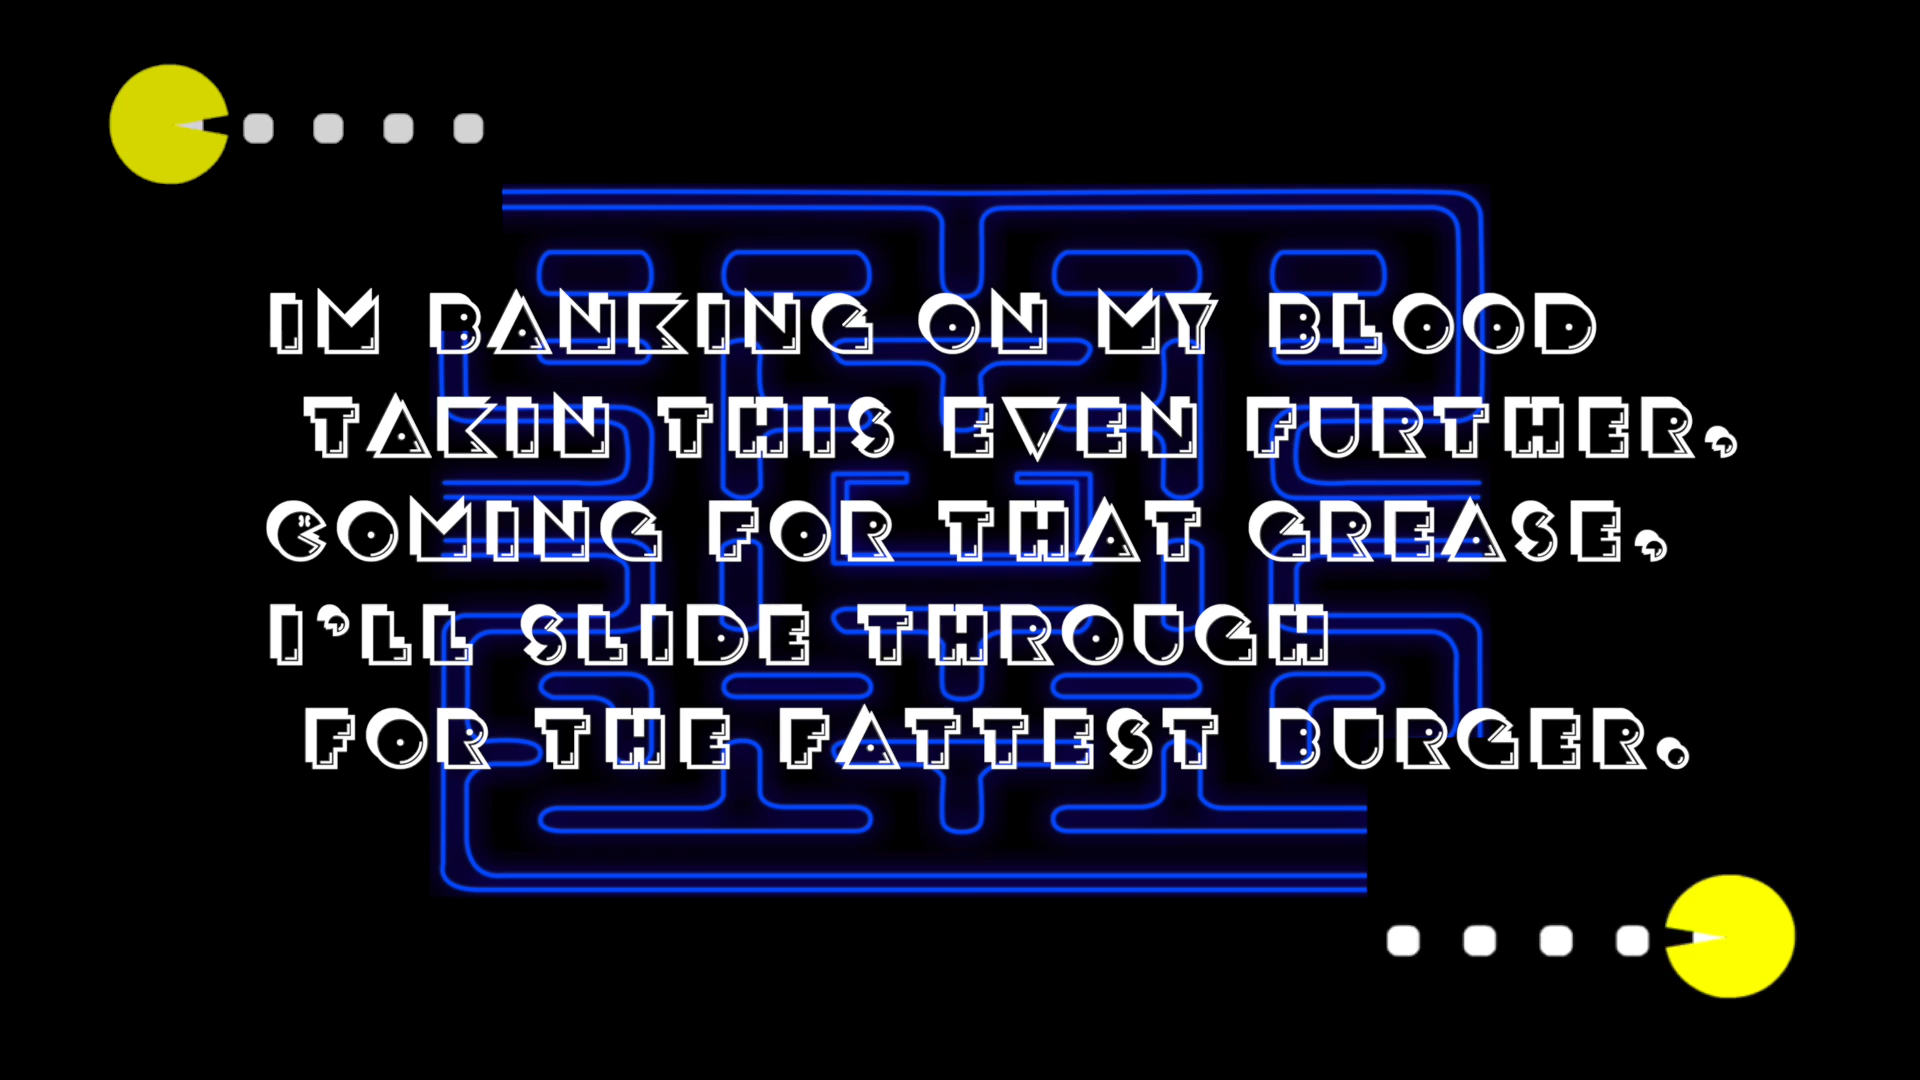 IM BANKING ON MY BLOOD
TAKIN THIS EVEN FURTHER,
COMING FOR THAT GREASE,
I'LL SLIDE THROUGH
FOR THE FATTEST BURGER.